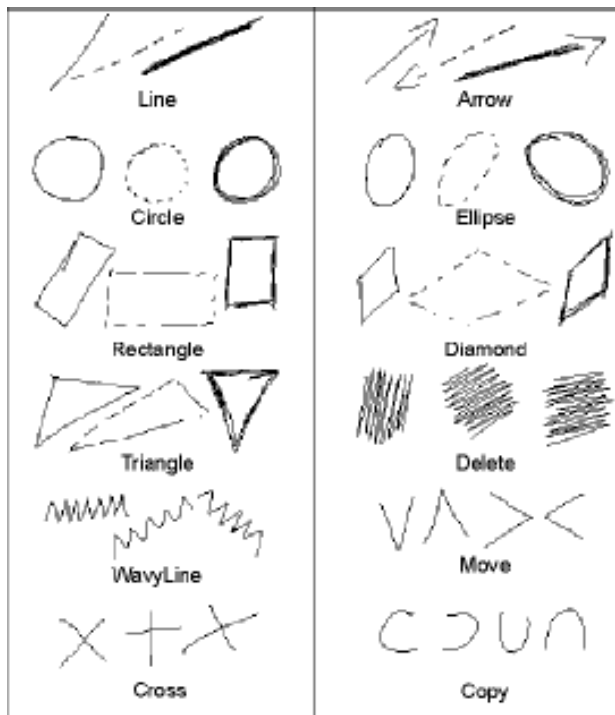 Line
Arrow
Circle
Ellipse
Rectangle
Diamond
Triangle
Delete
WavyLine
Move
Cross
Copy